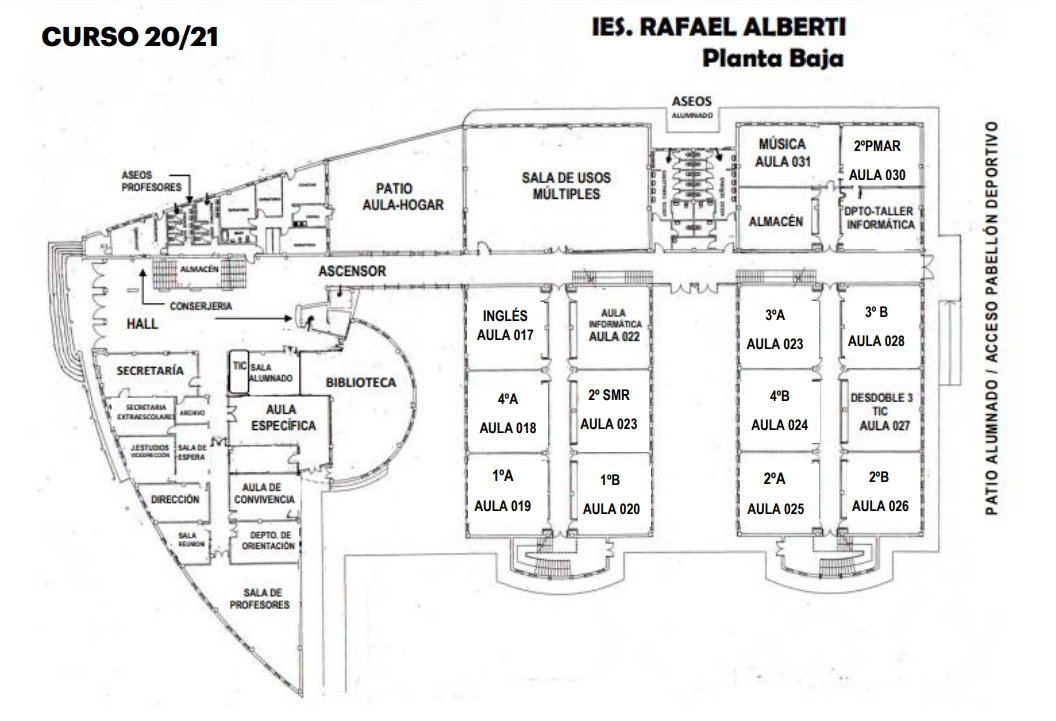 CURSO 20/21
IES. RAFAEL ALBERTI
Planta Baja
ASEOS
ALUMNADO
ASEOS
PROFESORES
PATIO
AULA-HOGAR
SALA DE USOS
MÚLTIPLES
MÚSICA
AULA 031
2ºPMAR
AULA 030
ALMACÉN
DPTO-TALLER
INFORMÁTICA
PATIO ALUMNADO / ACCESO PABELLÓN DEPORTIVO
ALMACÉN
ASCENSOR
CONSERJERIA
HALL
INGLÉS
AULA 017
AULA
INFORMÁTICA
AULA 022
3ºA
AULA 023
3º B
AULA 028
SECRETARÍA
TIC
SALA
ALUMNADO
BIBLIOTECA
4ºA
AULA 018
2º SMR
AULA 023
4ºB
AULA 024
DESDOBLE 3
TIC
AULA 027
SECRETARIA
EXTRAESCOLARES
ARCHIVO
AULA
ESPECÍFICA
J.ESTUDIOS
VICEDIRECCIÓN
SALA DE
ESPERA
1ºA
AULA 019
1ºB
AULA 020
2ºA
AULA 025
2ºB
AULA 026
DIRECCIÓN
AULA DE
CONVIVENCIA
SALA
REUNION
DEPTO. DE
ORIENTACIÓN
SALA DE
PROFESORES